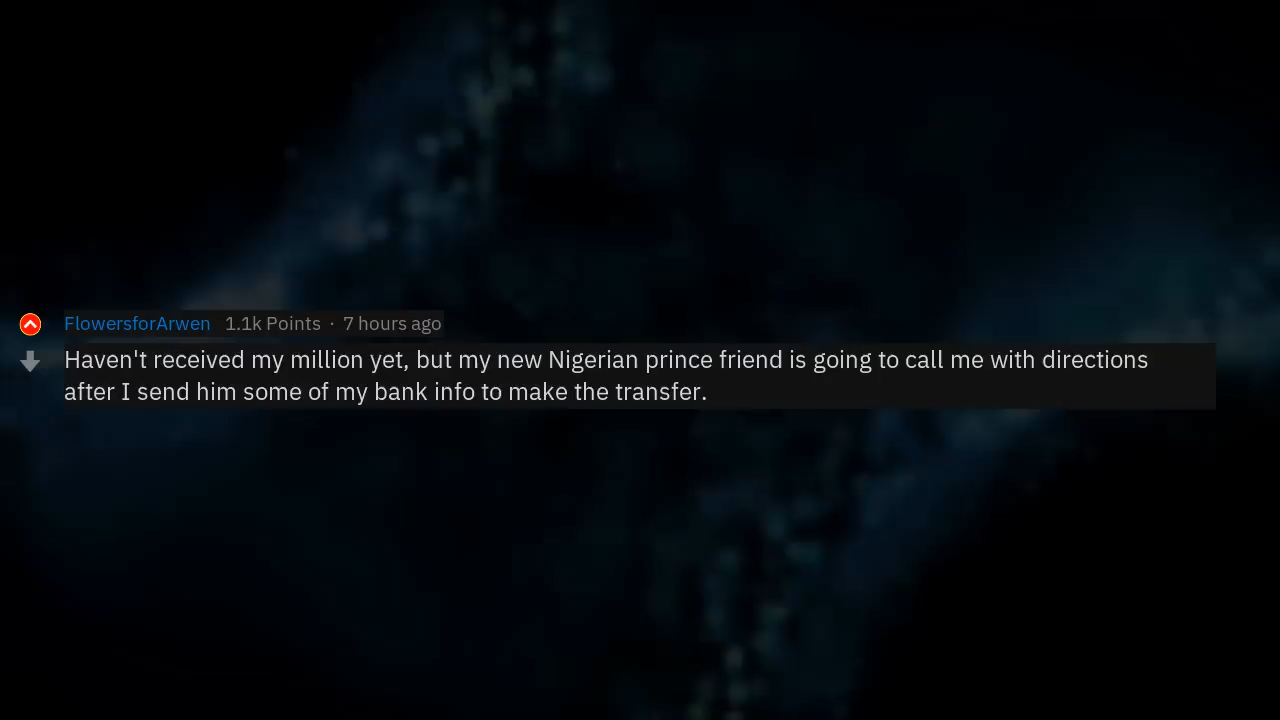 FlowersforArwen 1.1k Points · 7 hours ago
Haven't received my million yet, but my new Nigerian prince friend is going to call me with directions
after I send him some of my bank info to make the transfer.